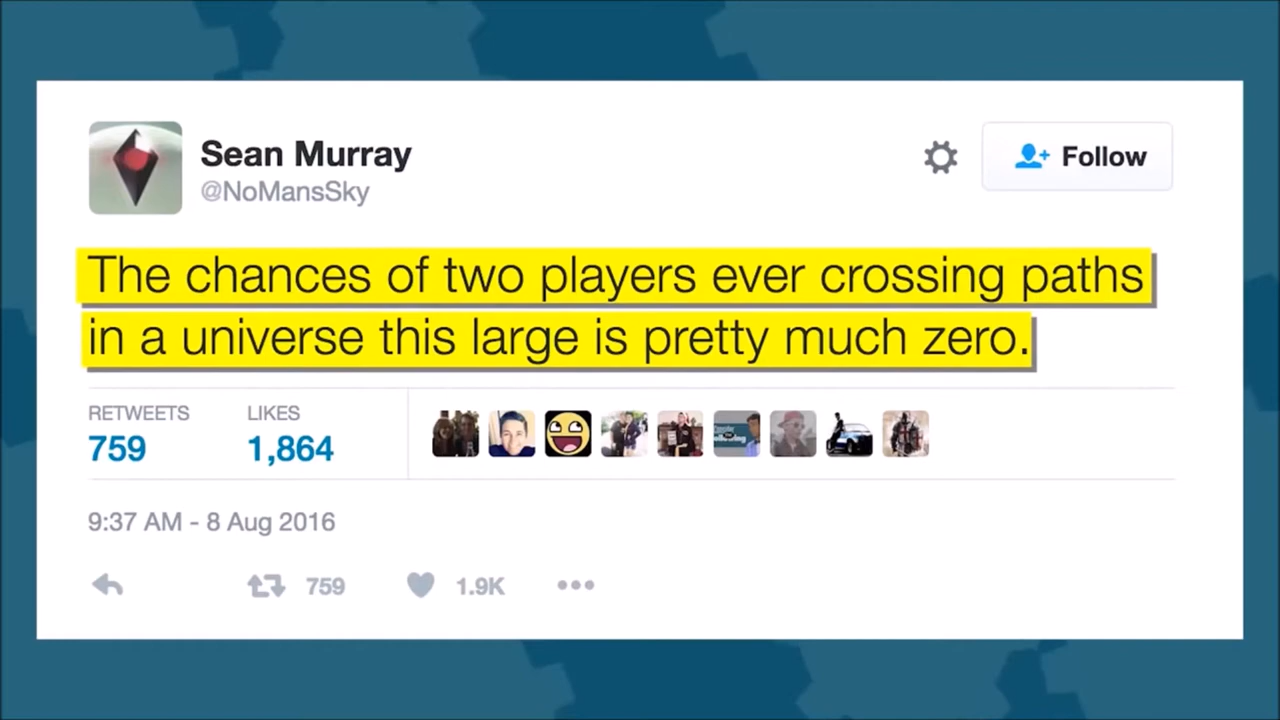 Sean Murray
@NoMansSky
Follow
The chances of two players ever crossing paths
in a universe this large is pretty much zero.
RETWEETS LIKES
759 1,864
9:37 AM - 8 Aug 2016
759 1.9K